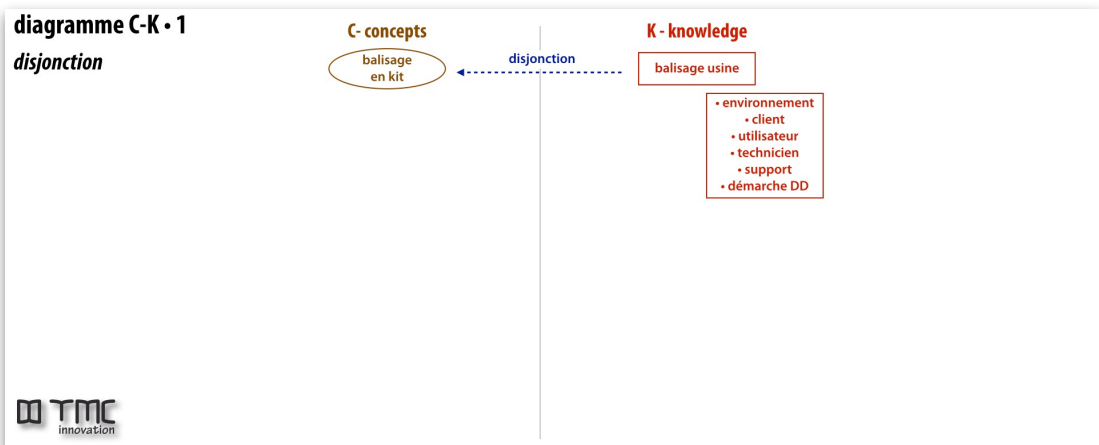 diagramme C-K • 1
disjonction
C- concepts
balisage
en kit
disjonction
K - knowledge
balisage usine
• environnement
• client
• utilisateur
• technicien
• support
• démarche DD
TMC
innovation